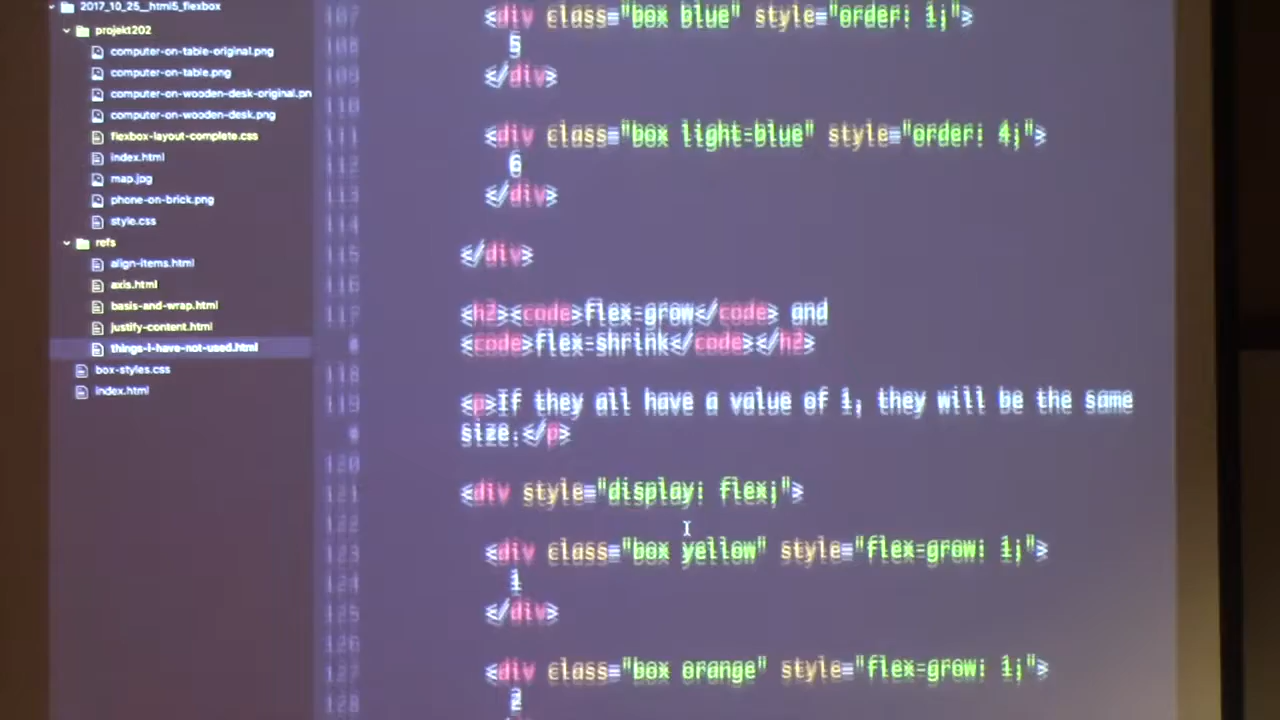 2017_10_25__html5_flexbox
projekt202
computer-on-table-original.png
computer-on-table.png
computer-on-wooden-desk-original.pn
computer-on-wooden-desk.png
flexbox-layout-complete.css
index.html
map.jpg
phone-on-brick.png
style.css
refs
align-items.html
axis.html
basis-and-wrap.html
justify-content.html
things-i-have-not-used.html
box-styles.css
index.html
107 <div class="box blue" style="order: 1;">
108 5
109 </div>
110
111 <div class="box light-blue" style="order: 4;">
112 6
113 </div>
114
115 </div>
116
117 <h2><code>flex-grow</code> and
<code>flex-shrink</code></h2>
118
119 <p>If they all have a value of 1, they will be the same
size.</p>
120
121 <div style="display: flex;">
122
123 <div class="box yellow" style="flex-grow: 1;">
124 1
125 </div>
126
127 <div class="box orange" style="flex-grow: 1;">
128 2